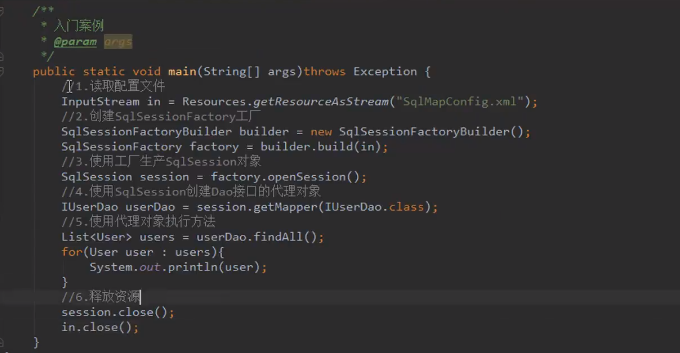 /**
 * 入门案例
 * @param args
 */
public static void main(String[] args)throws Exception {
    //1.读取配置文件
    InputStream in = Resources.getResourceAsStream("SqlMapConfig.xml");
    //2.创建SqlSessionFactory工厂
    SqlSessionFactoryBuilder builder = new SqlSessionFactoryBuilder();
    SqlSessionFactory factory = builder.build(in);
    //3.使用工厂生产SqlSession对象
    SqlSession session = factory.openSession();
    //4.使用SqlSession创建Dao接口的代理对象
    IUserDao userDao = session.getMapper(IUserDao.class);
    //5.使用代理对象执行方法
    List<User> users = userDao.findAll();
    for(User user : users){
        System.out.println(user);
    }
    //6.释放资源
    session.close();
    in.close();
}